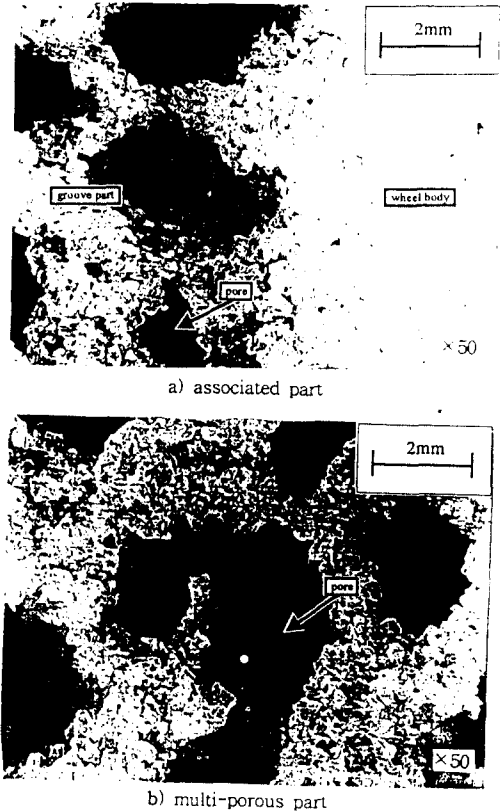 2mm
groove part
wheel body
pore
×50
a) associated part
2mm
pore
×50
b) multi-porous part